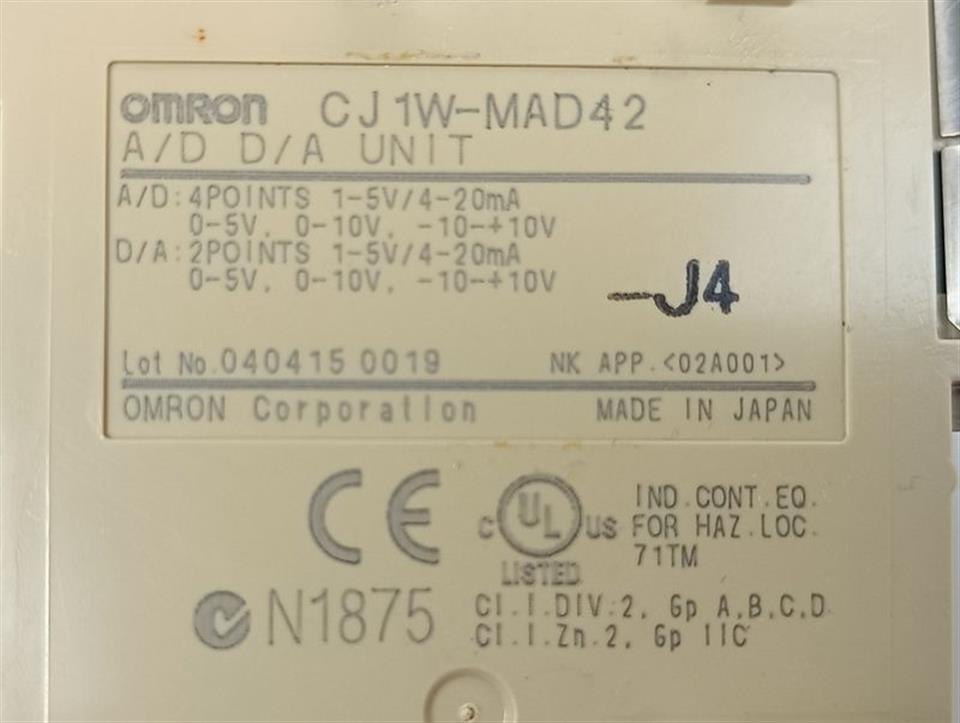 OMRON CJ1W-MAD42
A/D D/A UNIT
A/D:4POINTS 1-5V/4-20mA
0-5V, 0-10V, -10-+10V
D/A:2POINTS 1-5V/4-20mA
0-5V, 0-10V, -10-+10V
-J4
Lot No.040415 0019 NK APP.<02A001>
OMRON Corporation MADE IN JAPAN
CE
C UL US
LISTED
IND.CONT.EQ.
FOR HAZ.LOC.
71TM
N1875
Cl.I.DIV.2, Gp A,B,C,D
Cl.I.Zn.2, Gp IIC